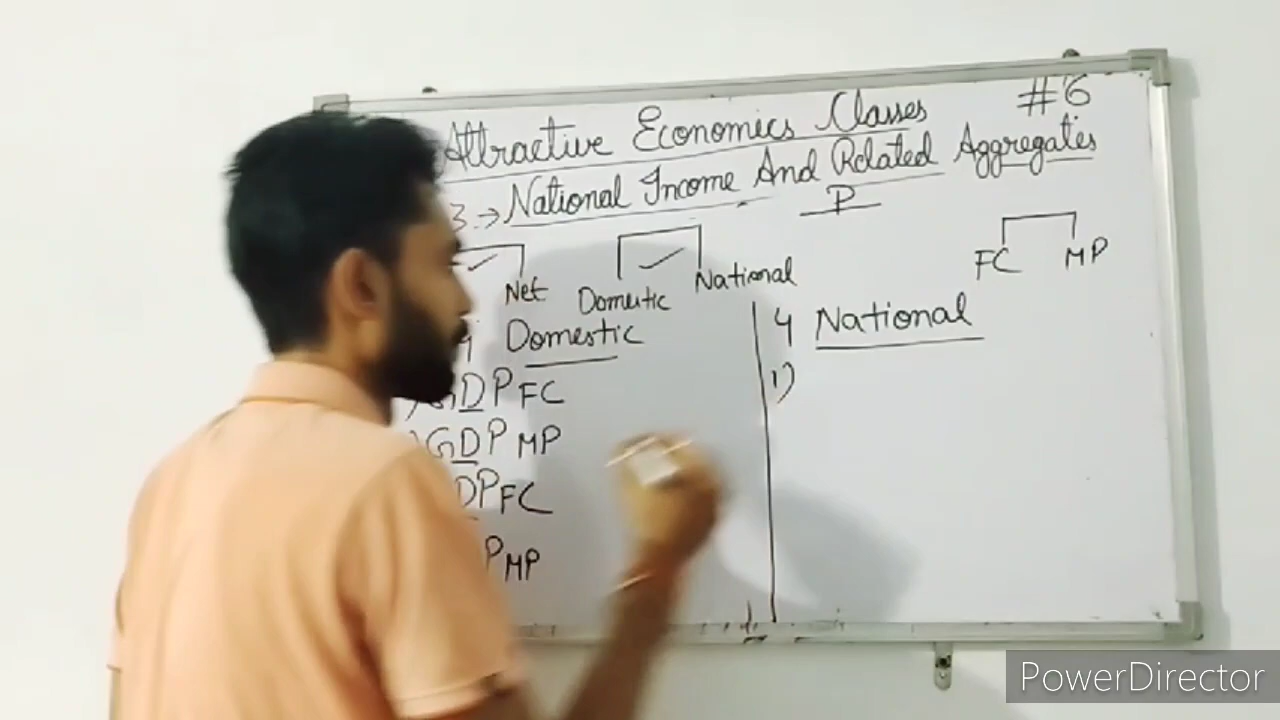 Attractive Economics Classes #6
3 → National Income And Related Aggregates
P
Net Domestic National FC MP
Domestic 4 National
GDP FC 1)
GDP MP
DP FC
P MP
PowerDirector